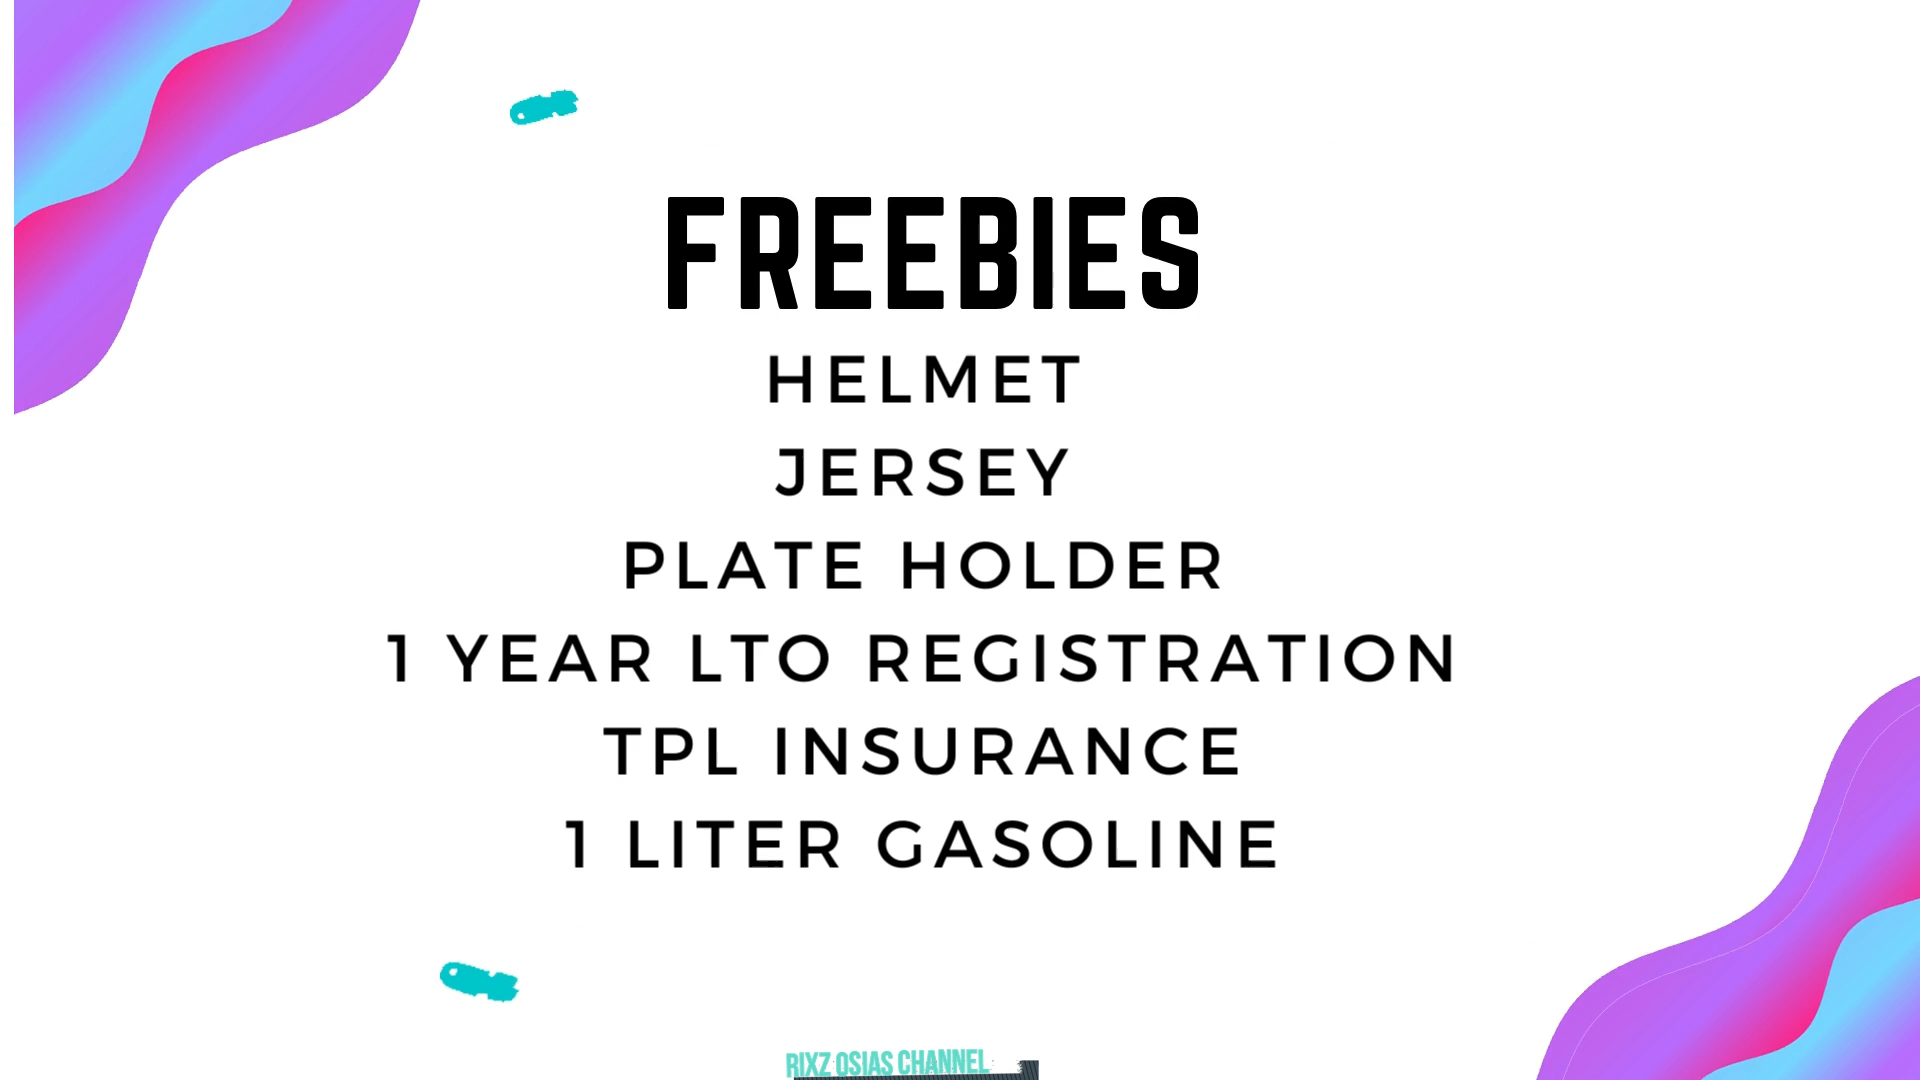 FREEBIES
HELMET
JERSEY
PLATE HOLDER
1 YEAR LTO REGISTRATION
TPL INSURANCE
1 LITER GASOLINE
RIXZ OSIAS CHANNEL